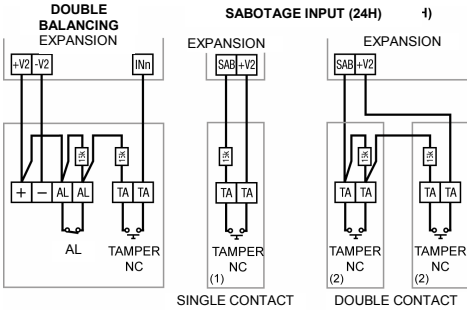 DOUBLE
BALANCING
EXPANSION
+V2 -V2 INn
15k 15k
+ − AL AL TA TA
AL
TAMPER
NC
SABOTAGE INPUT (24H) H)
EXPANSION
SAB +V2
15k
TA TA
TAMPER
NC
(1)
SINGLE CONTACT
EXPANSION
SAB +V2
15k 15k
TA TA TA TA
TAMPER
NC
(2)
TAMPER
NC
(2)
DOUBLE CONTACT